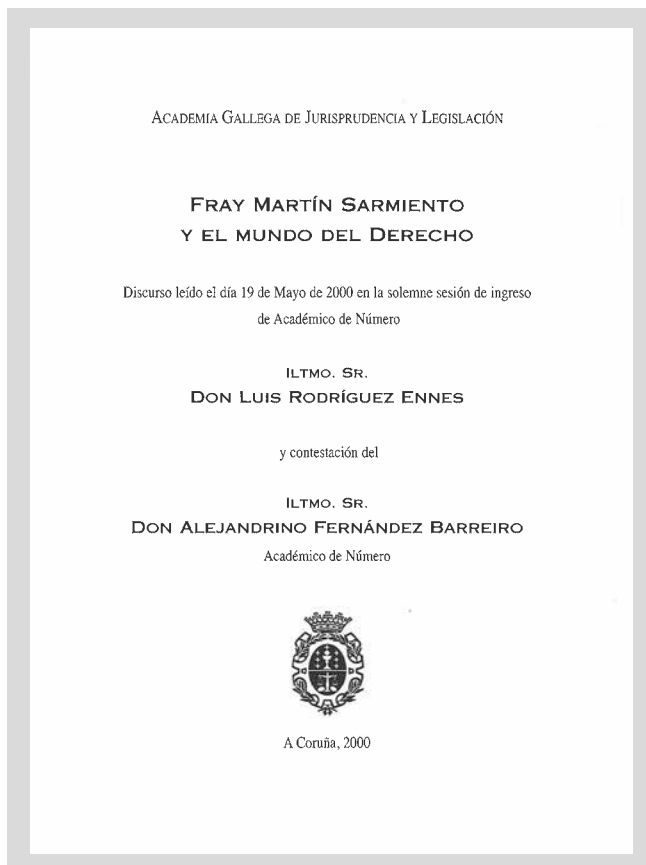 ACADEMIA GALLEGA DE JURISPRUDENCIA Y LEGISLACIÓN
FRAY MARTÍN SARMIENTO
Y EL MUNDO DEL DERECHO
Discurso leído el día 19 de Mayo de 2000 en la solemne sesión de ingreso
de Académico de Número
ILTMO. SR.
DON LUIS RODRÍGUEZ ENNES
y contestación del
ILTMO. SR.
DON ALEJANDRINO FERNÁNDEZ BARREIRO
Académico de Número
A Coruña, 2000